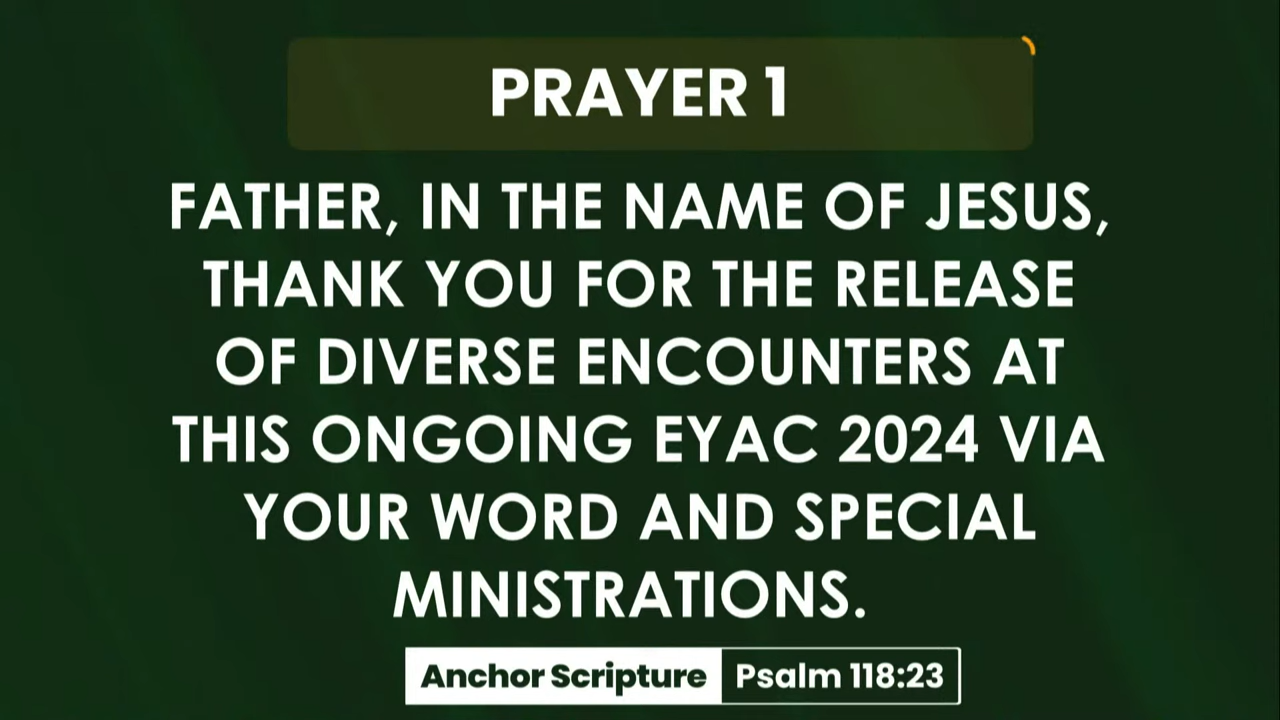 PRAYER 1
FATHER, IN THE NAME OF JESUS,
THANK YOU FOR THE RELEASE
OF DIVERSE ENCOUNTERS AT
THIS ONGOING EYAC 2024 VIA
YOUR WORD AND SPECIAL
MINISTRATIONS.
Anchor Scripture Psalm 118:23